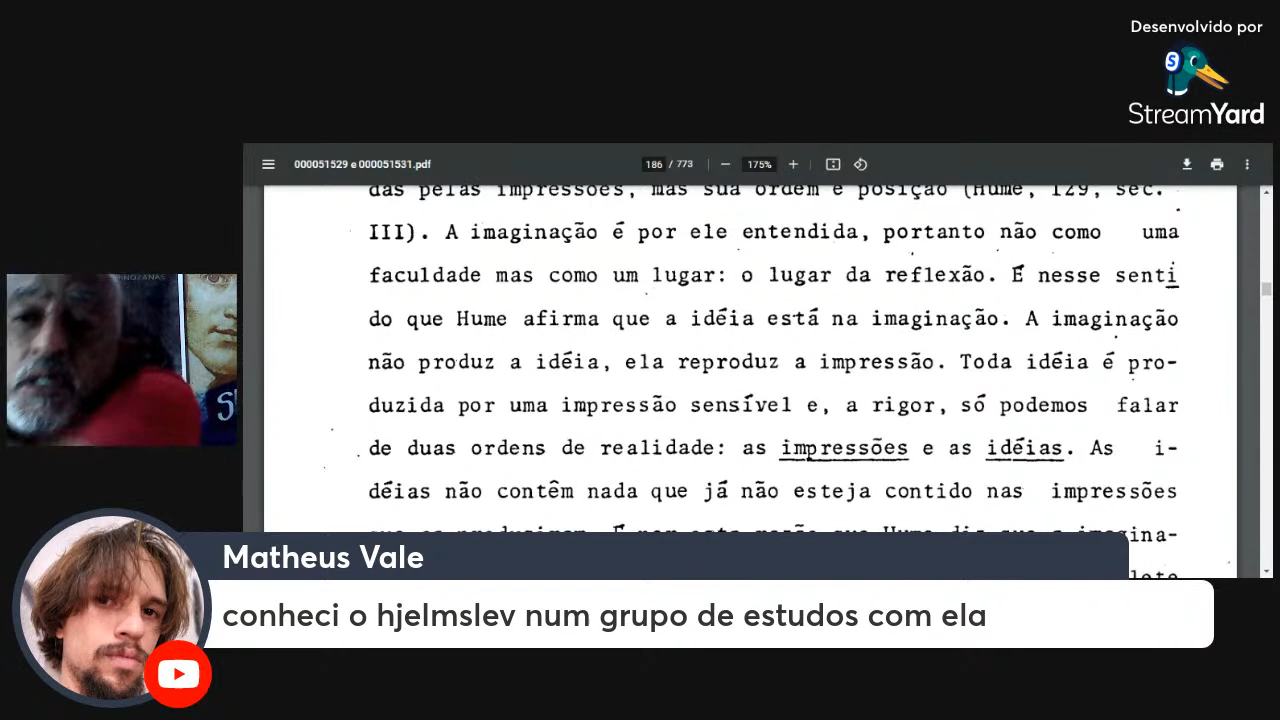 Desenvolvido por
StreamYard
000051529 e 000051531.pdf
186 / 773
175%
das pelas impressões, mas sua ordem e posição (Hume, 129, sec.
III). A imaginação é por ele entendida, portanto não como uma
faculdade mas como um lugar: o lugar da reflexão. É nesse senti
do que Hume afirma que a idéia está na imaginação. A imaginação
não produz a idéia, ela reproduz a impressão. Toda idéia é pro-
duzida por uma impressão sensível e, a rigor, só podemos falar
de duas ordens de realidade: as impressões e as idéias. As i-
déias não contêm nada que já não esteja contido nas impressões
Matheus Vale
conheci o hjelmslev num grupo de estudos com ela